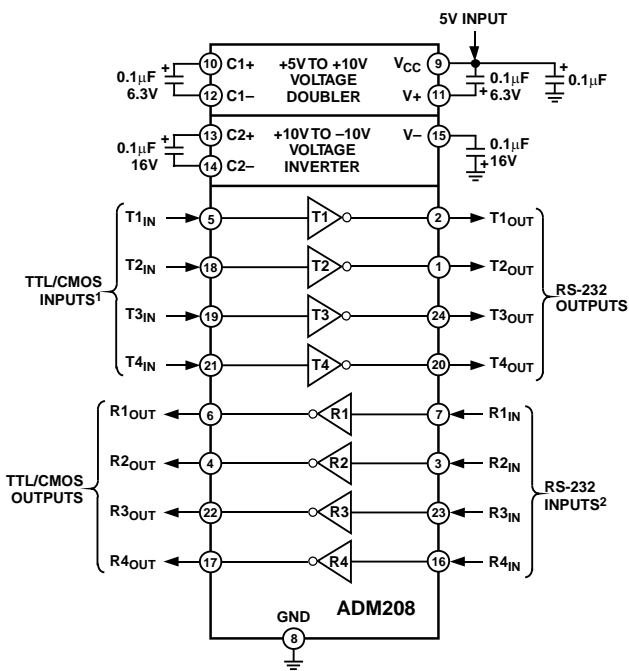 5V INPUT
10 C1+ +5V TO +10V VOLTAGE DOUBLER VCC 9
0.1µF 6.3V
12 C1– V+ 11
0.1µF 6.3V
0.1µF
13 C2+ +10V TO –10V VOLTAGE INVERTER V– 15
0.1µF 16V
14 C2–
0.1µF 16V
T1IN 5 T1 2 T1OUT
T2IN 18 T2 1 T2OUT
TTL/CMOS INPUTS1
RS-232 OUTPUTS
T3IN 19 T3 24 T3OUT
T4IN 21 T4 20 T4OUT
R1OUT 6 R1 7 R1IN
R2OUT 4 R2 3 R2IN
TTL/CMOS OUTPUTS
RS-232 INPUTS2
R3OUT 22 R3 23 R3IN
R4OUT 17 R4 16 R4IN
GND
8
ADM208